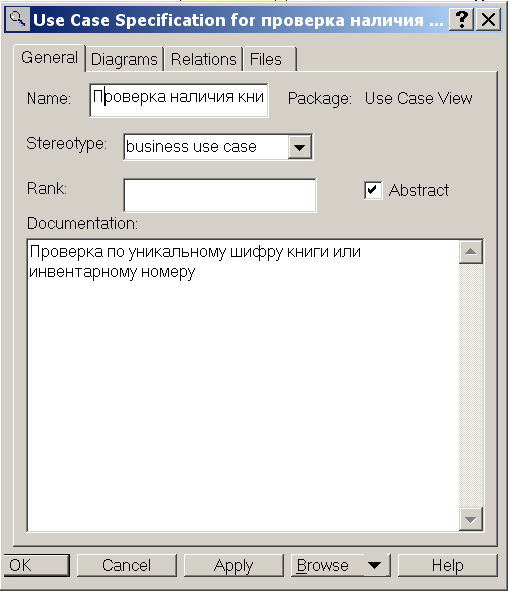 Use Case Specification for проверка наличия ...
General Diagrams Relations Files
Name: Проверка наличия кни Package: Use Case View
Stereotype: business use case
Rank: Abstract
Documentation:
Проверка по уникальному шифру книги или
инвентарному номеру
OK Cancel Apply Browse Help